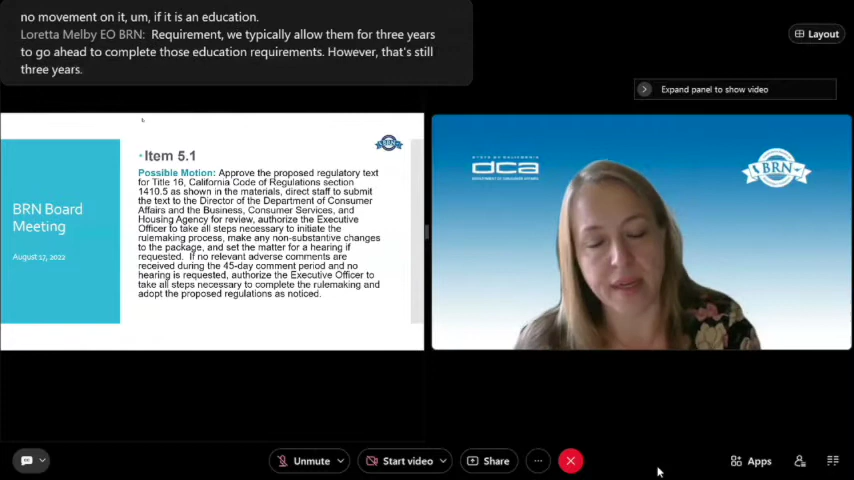 no movement on it, um, if it is an education.
Loretta Melby EO BRN: Requirement, we typically allow them for three years
to go ahead to complete those education requirements. However, that's still
three years.
Layout
Expand panel to show video
BRN Board
Meeting
August 17, 2022
BRN
• Item 5.1
Possible Motion: Approve the proposed regulatory text
for Title 16, California Code of Regulations section
1410.5 as shown in the materials, direct staff to submit
the text to the Director of the Department of Consumer
Affairs and the Business, Consumer Services, and
Housing Agency for review, authorize the Executive
Officer to take all steps necessary to initiate the
rulemaking process, make any non-substantive changes
to the package, and set the matter for a hearing if
requested. If no relevant adverse comments are
received during the 45-day comment period and no
hearing is requested, authorize the Executive Officer to
take all steps necessary to complete the rulemaking and
adopt the proposed regulations as noticed.
STATE OF CALIFORNIA
dca
DEPARTMENT OF CONSUMER AFFAIRS
BRN
Unmute
Start video
Share
Apps